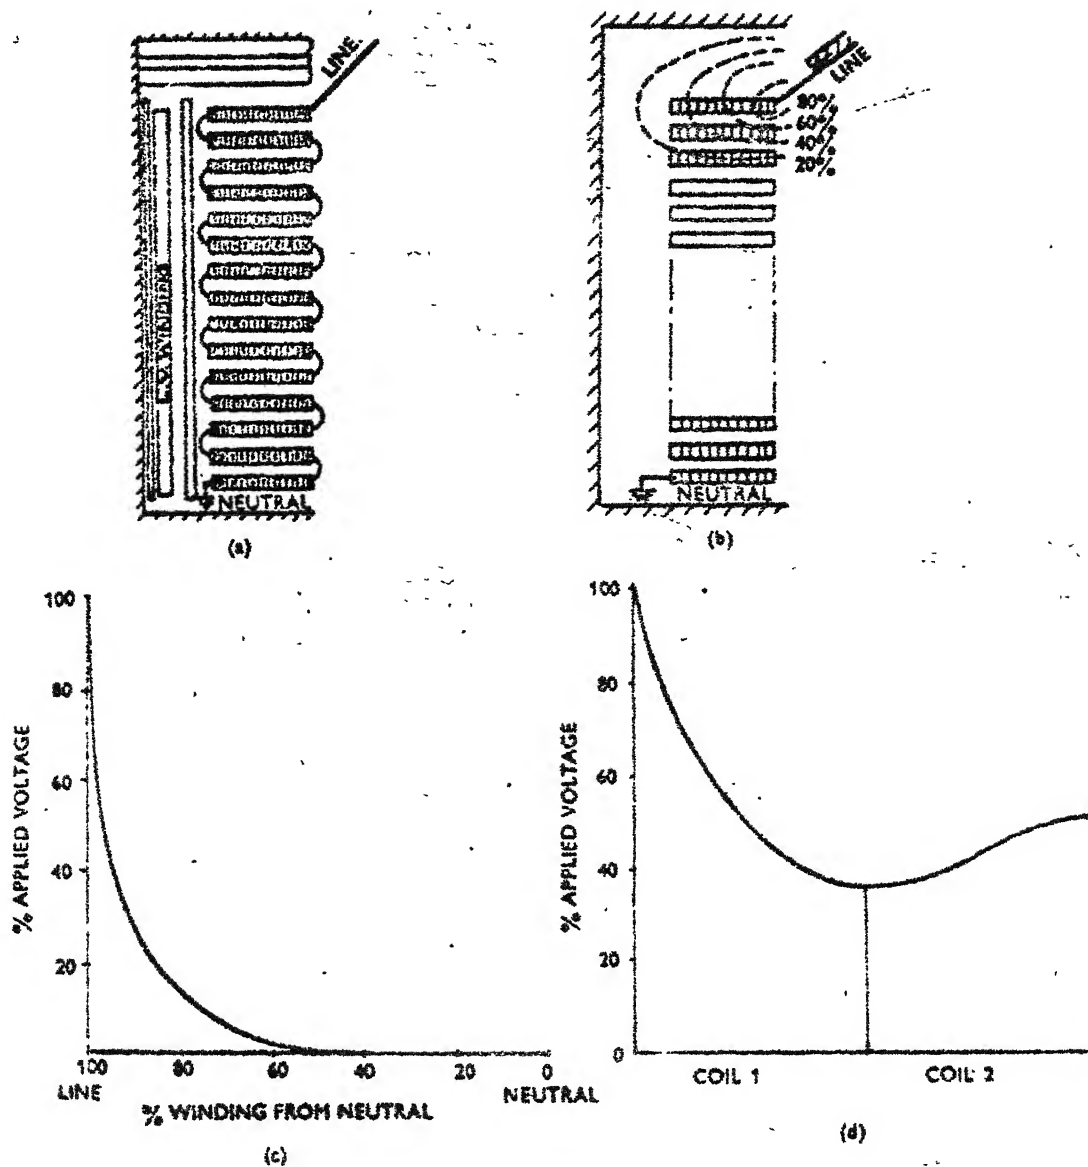 LINE.
L.V. WINDING
NEUTRAL
(a)
LINE
80%
60%
40%
20%
NEUTRAL
(b)
100
80
60
40
20
% APPLIED VOLTAGE
100 80 60 40 20 0
LINE NEUTRAL
% WINDING FROM NEUTRAL
(c)
100
80
60
40
20
0
% APPLIED VOLTAGE
COIL 1 COIL 2
(d)